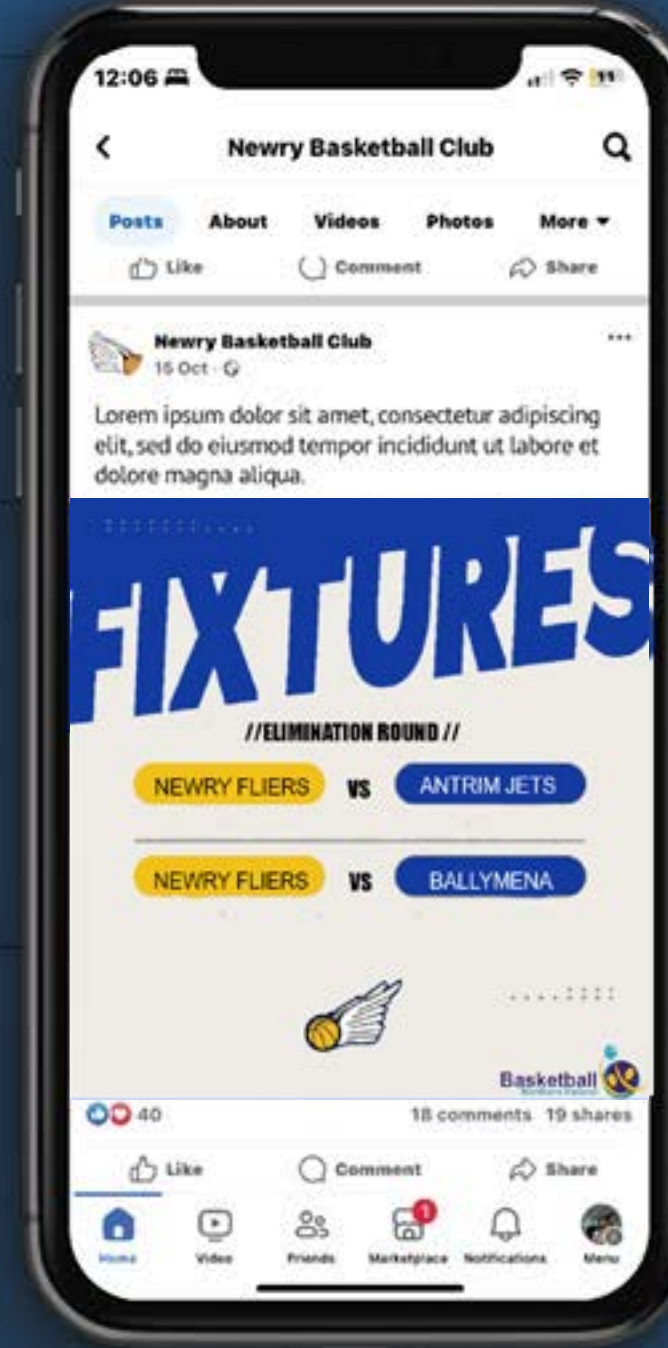 12:06
Newry Basketball Club
Posts About Videos Photos More
Like Comment Share
Newry Basketball Club
15 Oct
Lorem ipsum dolor sit amet, consectetur adipiscing
elit, sed do eiusmod tempor incididunt ut labore et
dolore magna aliqua.
FIXTURES
//ELIMINATION ROUND //
NEWRY FLIERS VS ANTRIM JETS
NEWRY FLIERS VS BALLYMENA
Basketball
Northern Ireland
40 18 comments 19 shares
Like Comment Share
1
Home Video Friends Marketplace Notifications Menu